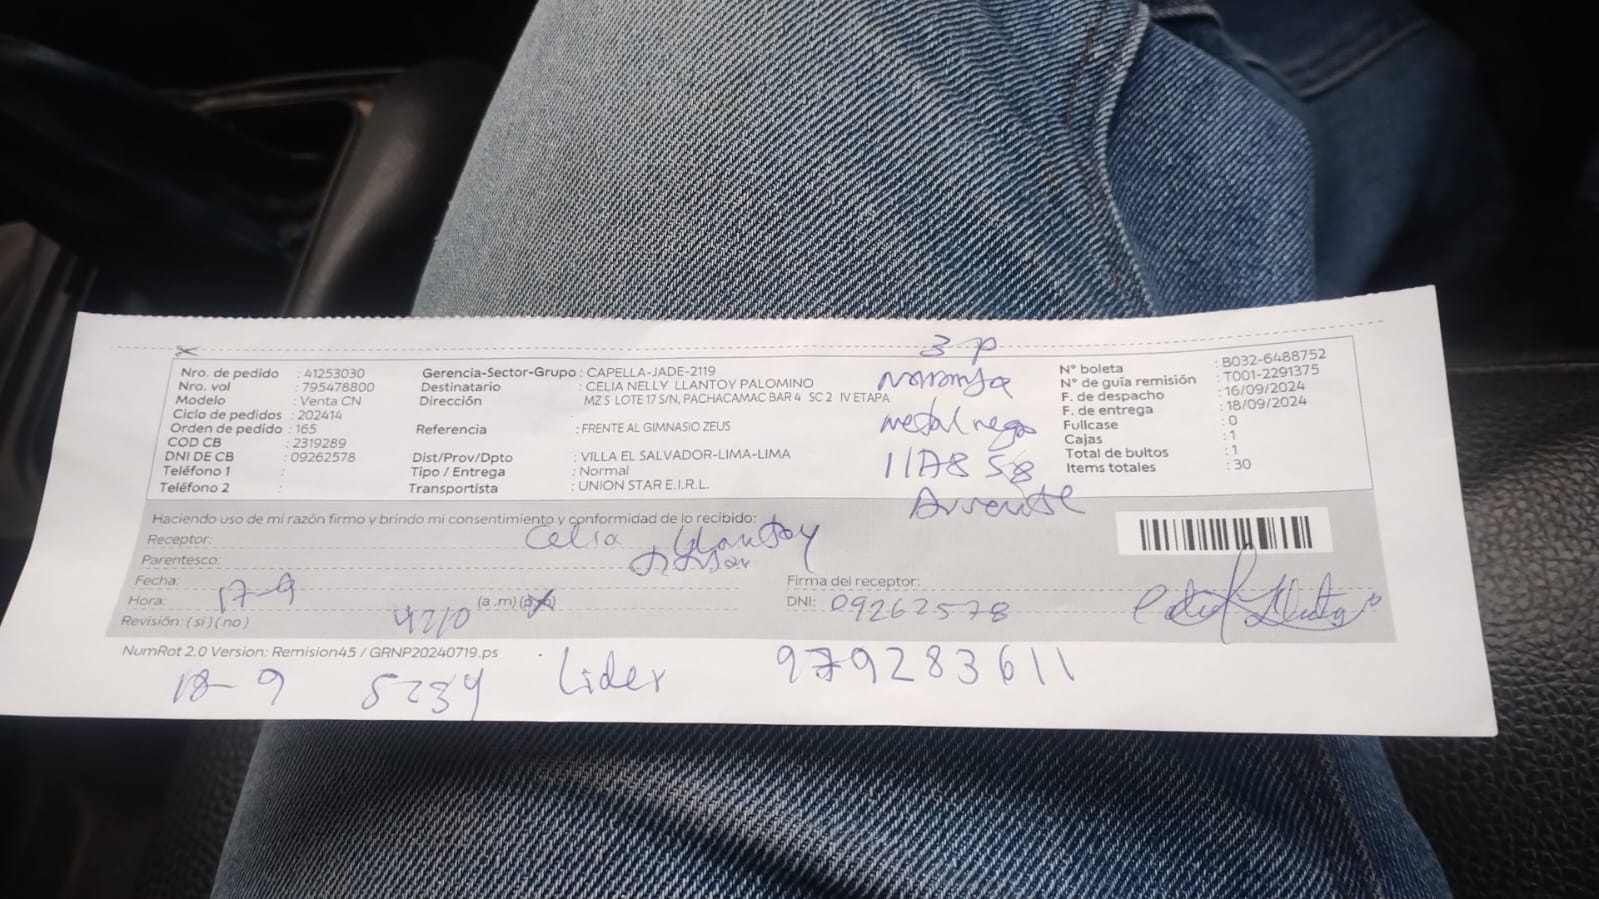 Nro. de pedido : 41253030
Nro. vol : 795478800
Modelo : Venta CN
Ciclo de pedidos : 202414
Orden de pedido : 165
COD CB : 2319289
DNI DE CB : 09262578
Teléfono 1 :
Teléfono 2 :
Gerencia-Sector-Grupo : CAPELLA-JADE-2119
Destinatario : CELIA NELLY LLANTOY PALOMINO
Dirección MZ S LOTE 17 S/N, PACHACAMAC BAR 4 SC 2 IV ETAPA
Referencia : FRENTE AL GIMNASIO ZEUS
Dist/Prov/Dpto : VILLA EL SALVADOR-LIMA-LIMA
Tipo / Entrega : Normal
Transportista : UNION STAR E.I.R.L.
3 p
Naranja
metal negro
117858
Ausente
N° boleta : B032-6488752
N° de guía remisión : T001-2291375
F. de despacho : 16/09/2024
F. de entrega : 18/09/2024
Fullcase : 0
Cajas : 1
Total de bultos : 1
Items totales : 30
Haciendo uso de mi razón firmo y brindo mi consentimiento y conformidad de lo recibido:
Receptor: Celia Llantoy
Parentesco: titular
Fecha: 17-9
Hora: 4210 (a .m) (p.m)
Revisión: ( si ) ( no )
Firma del receptor:
DNI: 09262578
NumRot 2.0 Version: Remision45 / GRNP20240719.ps
18-9 5234 Lider 979283611